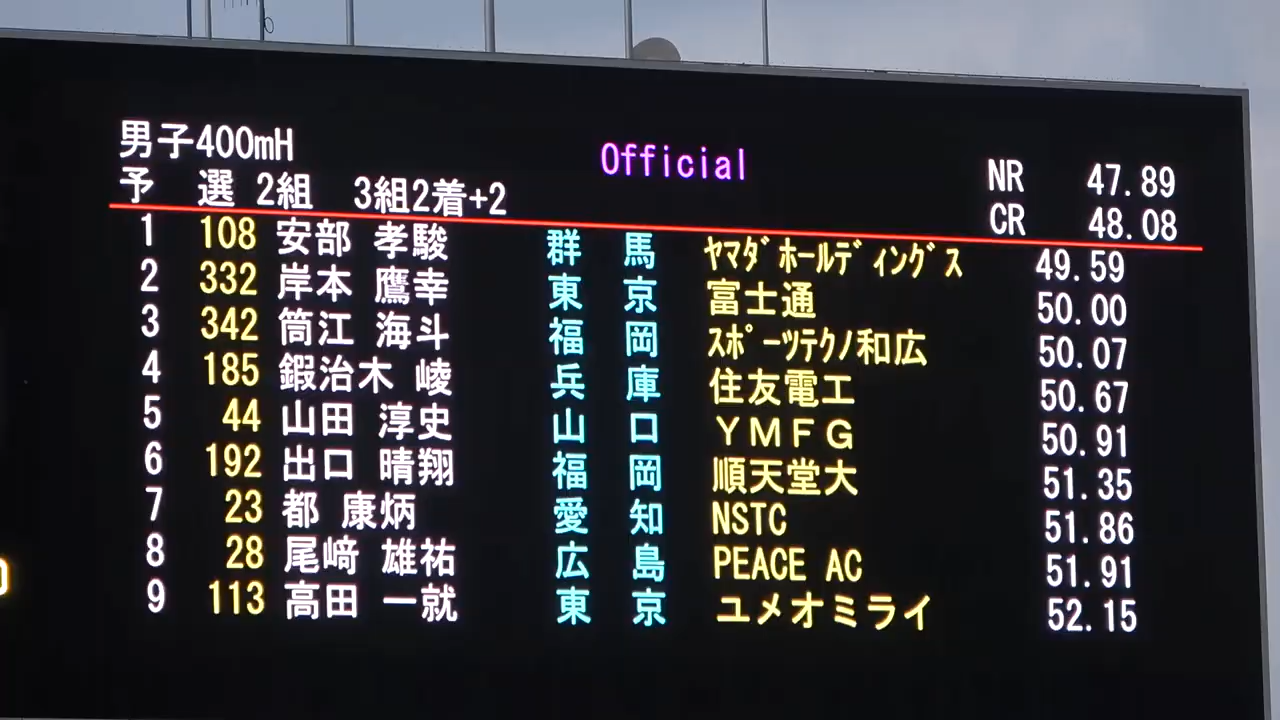 男子400mH Official NR 47.89
予 選 2組 3組2着+2 CR 48.08
1 108 安部 孝駿 群 馬 ﾔﾏﾀﾞﾎｰﾙﾃﾞｨﾝｸﾞｽ 49.59
2 332 岸本 鷹幸 東 京 富士通 50.00
3 342 筒江 海斗 福 岡 ｽﾎﾟｰﾂﾃｸﾉ和広 50.07
4 185 鍜治木 崚 兵 庫 住友電工 50.67
5 44 山田 淳史 山 口 ＹＭＦＧ 50.91
6 192 出口 晴翔 福 岡 順天堂大 51.35
7 23 都 康炳 愛 知 NSTC 51.86
8 28 尾﨑 雄祐 広 島 PEACE AC 51.91
9 113 高田 一就 東 京 ユメオミライ 52.15